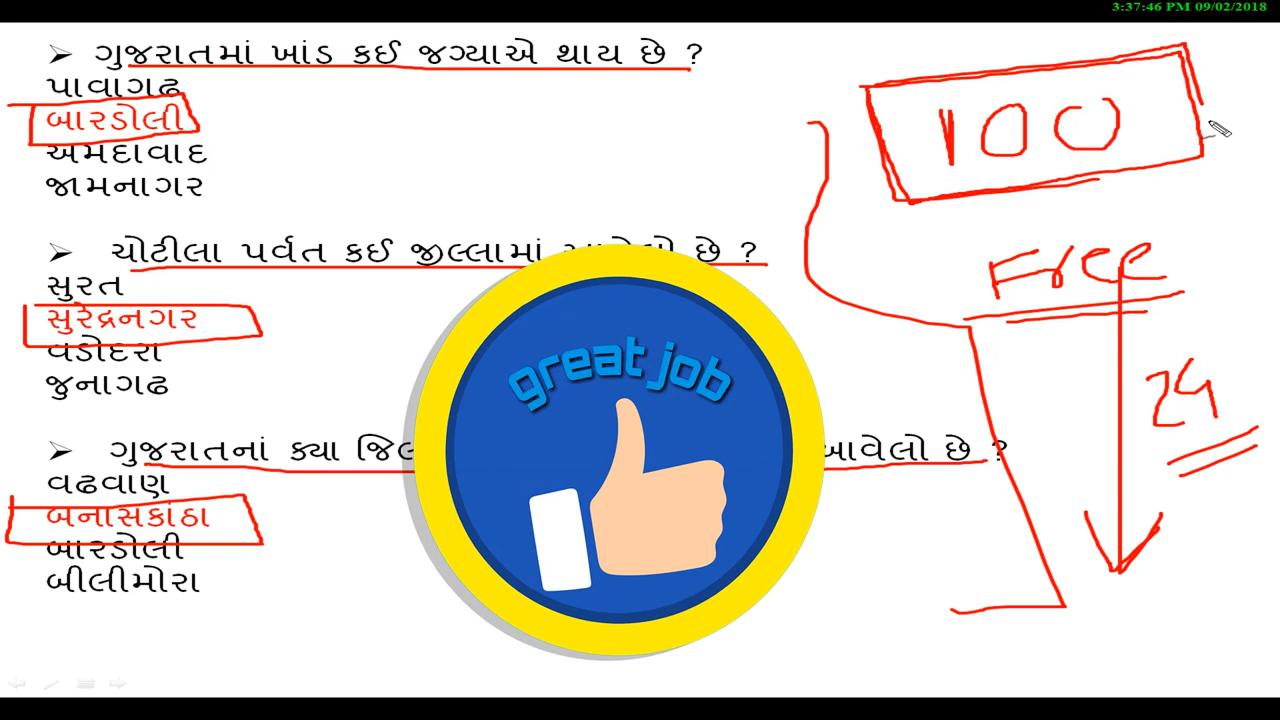 3:37:46 PM 09/02/2018
➢ ગુજરાતમાં ખાંડ કઈ જગ્યાએ થાય છે ?
પાવાગઢ
બારડોલી
અમદાવાદ
જામનગર
100
➢ ચોટીલા પર્વત કઈ જીલ્લામાં છે ?
સુરત
સુરેદ્રનગર
વડોદરા
જુનાગઢ
Free
24
great job
➢ ગુજરાતનાં ક્યા આવેલો છે ?
વઢવાણ
બનાસકાંઠા
બારડોલી
બીલીમોરા